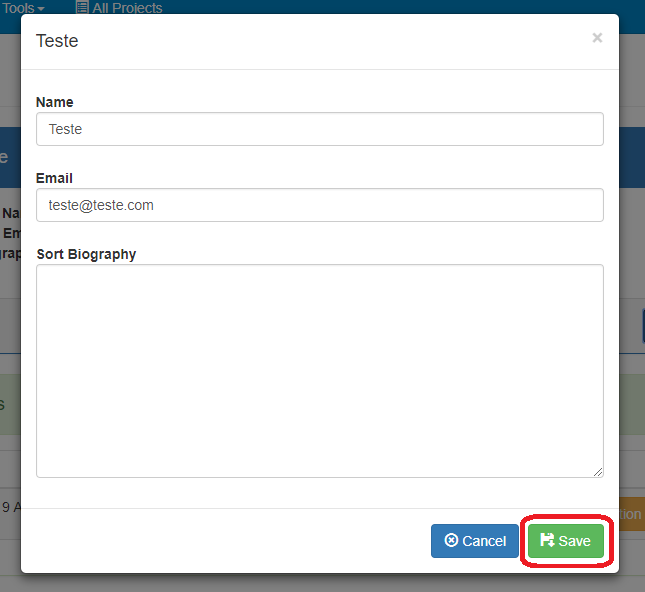 Tools All Projects
Teste ×
Name
Teste
Email
teste@teste.com
Sort Biography
Cancel Save